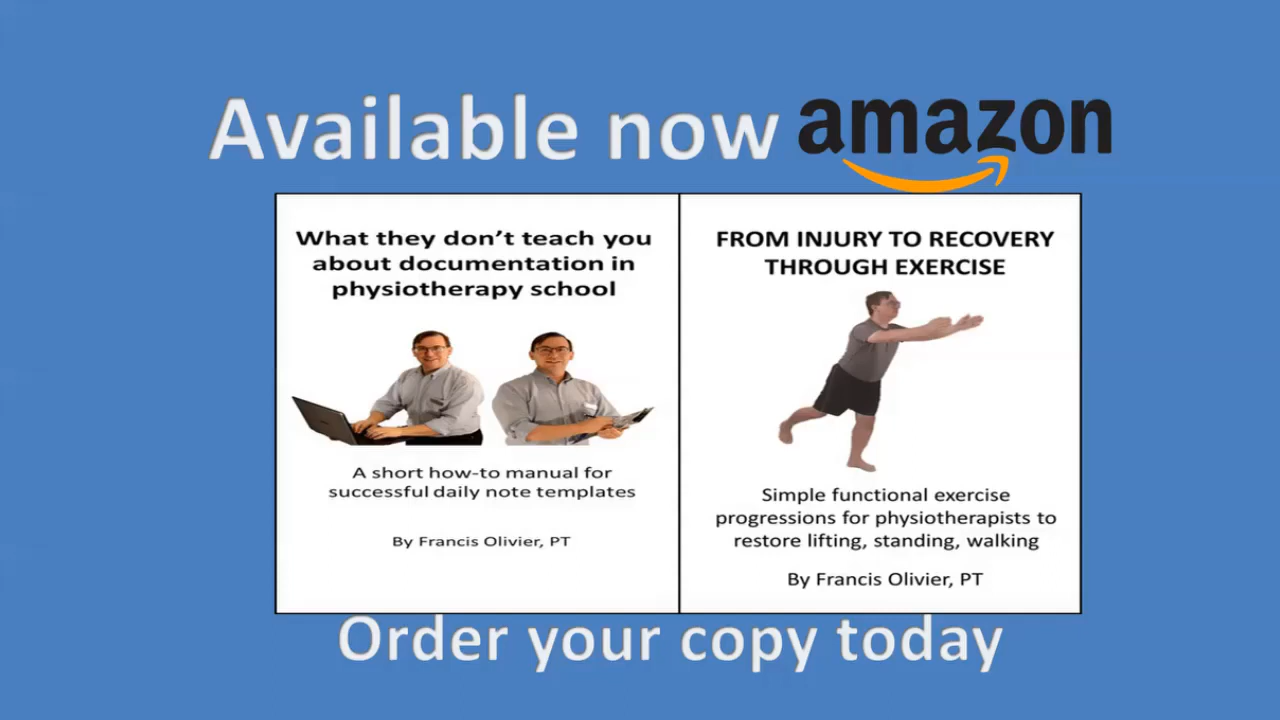 Available now amazon
What they don't teach you
about documentation in
physiotherapy school
A short how-to manual for
successful daily note templates
By Francis Olivier, PT
FROM INJURY TO RECOVERY
THROUGH EXERCISE
Simple functional exercise
progressions for physiotherapists to
restore lifting, standing, walking
By Francis Olivier, PT
Order your copy today